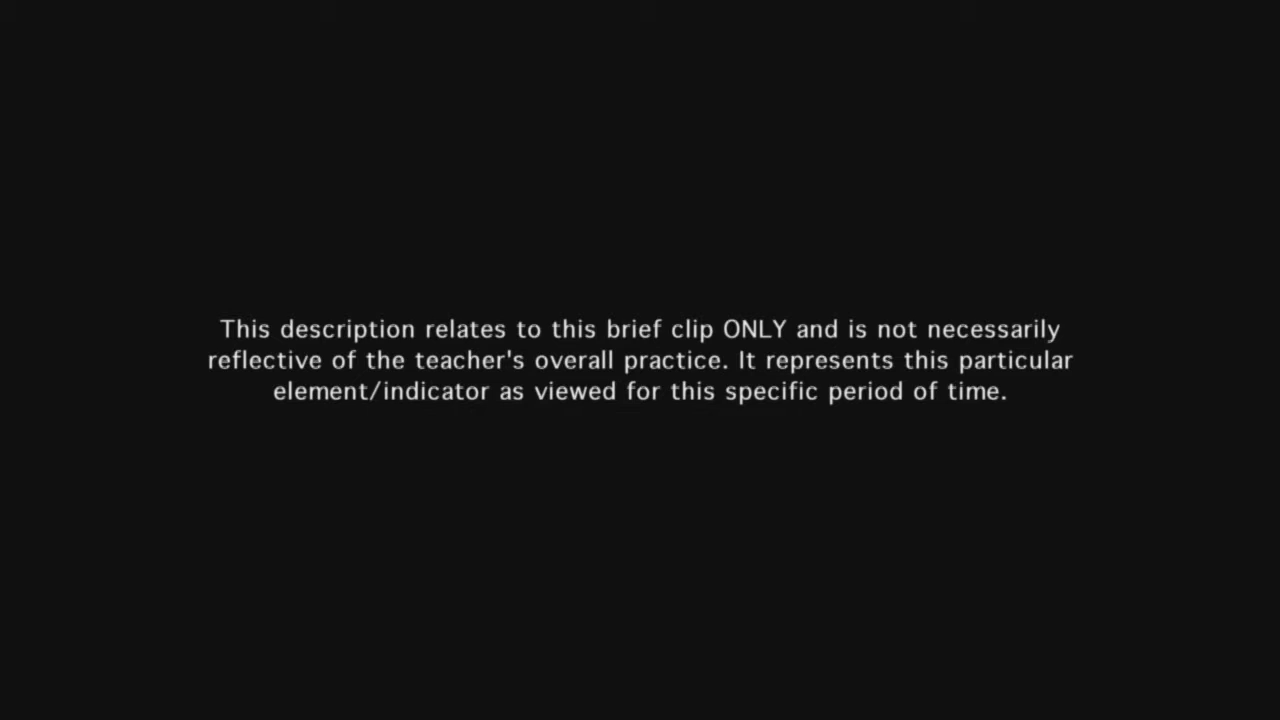 This description relates to this brief clip ONLY and is not necessarily
reflective of the teacher's overall practice. It represents this particular
element/indicator as viewed for this specific period of time.